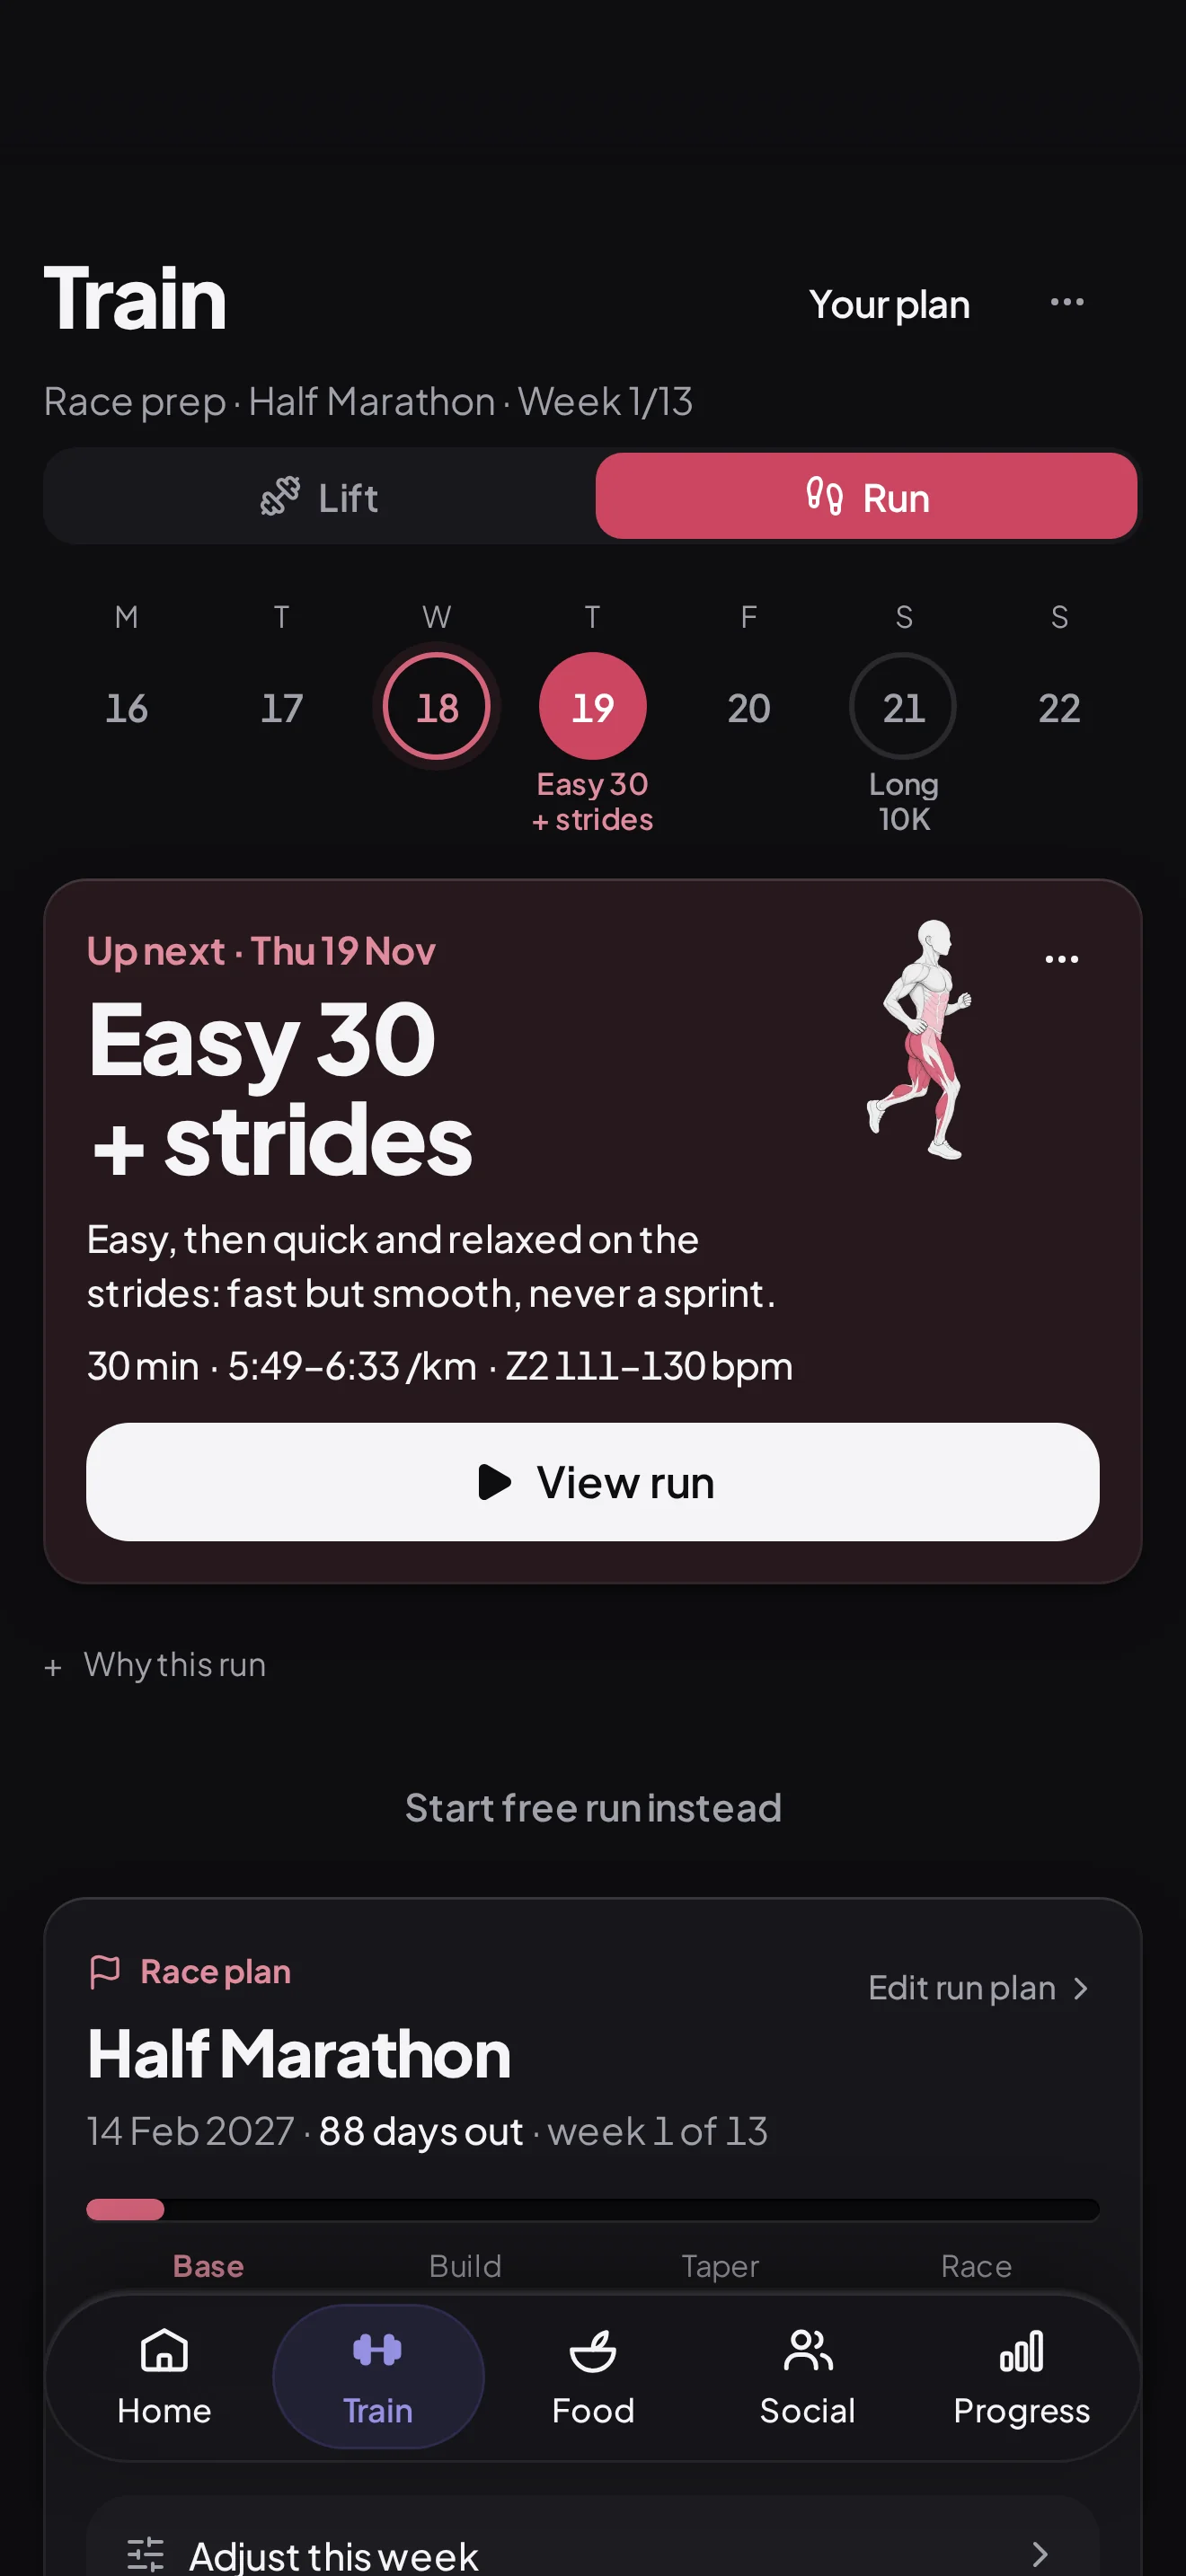 Train
Your plan
Race prep · Half Marathon · Week 1/13
Lift
Run
M T W T F S S
16 17 18 19 20 21 22
Easy 30
+ strides
Long
10K
Up next · Thu 19 Nov
Easy 30
+ strides
Easy, then quick and relaxed on the
strides: fast but smooth, never a sprint.
30 min · 5:49–6:33 /km · Z2 111–130 bpm
View run
+ Why this run
Start free run instead
Race plan
Edit run plan
Half Marathon
14 Feb 2027 · 88 days out · week 1 of 13
Base Build Taper Race
Home Train Food Social Progress
Adjust this week